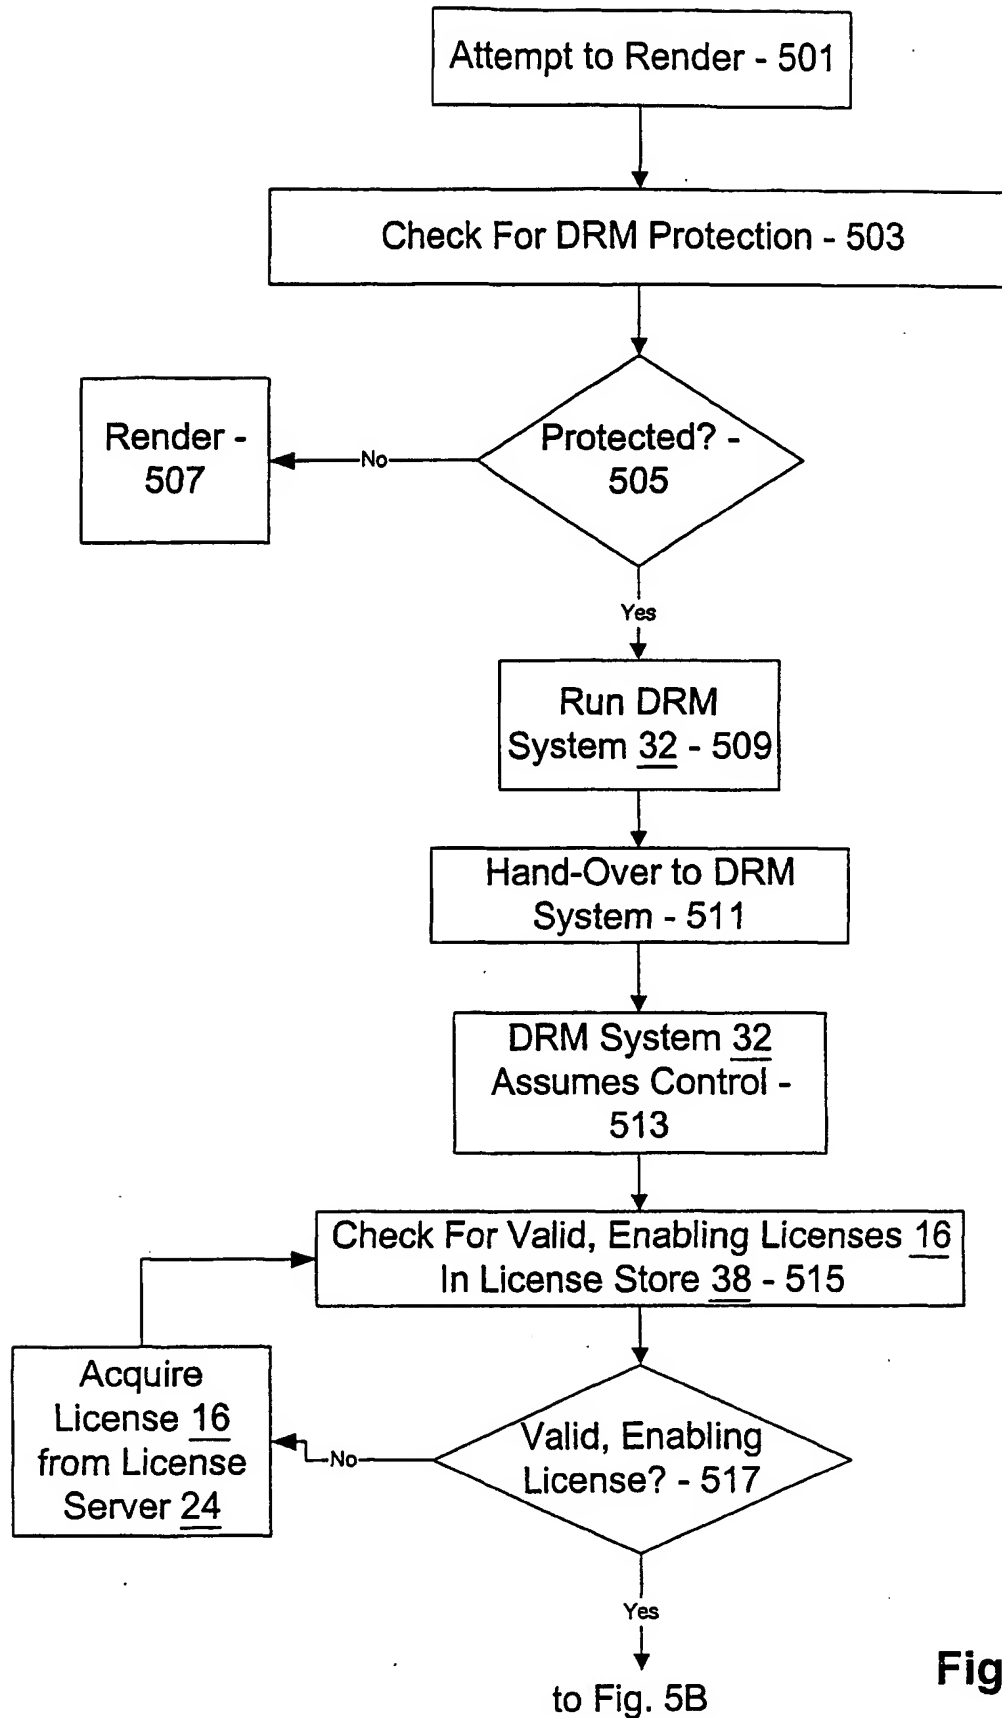 Attempt to Render - 501
Check For DRM Protection - 503
Protected? -
505
No
Render -
507
Yes
Run DRM
System 32 - 509
Hand-Over to DRM
System - 511
DRM System 32
Assumes Control -
513
Check For Valid, Enabling Licenses 16
In License Store 38 - 515
Valid, Enabling
License? - 517
No
Acquire
License 16
from License
Server 24
Yes
to Fig. 5B
Fig